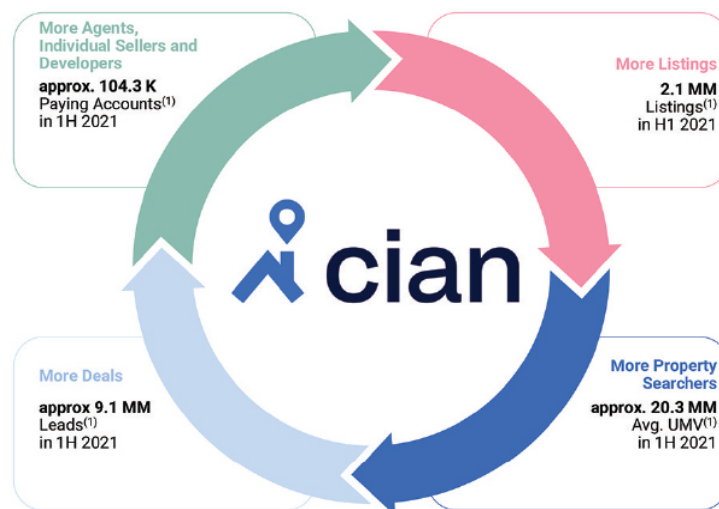 More Agents,
Individual Sellers and
Developers
approx. 104.3 K
Paying Accounts(1)
in 1H 2021
More Listings
2.1 MM
Listings(1)
in H1 2021
cian
More Deals
approx 9.1 MM
Leads(1)
in 1H 2021
More Property
Searchers
approx. 20.3 MM
Avg. UMV(1)
in 1H 2021